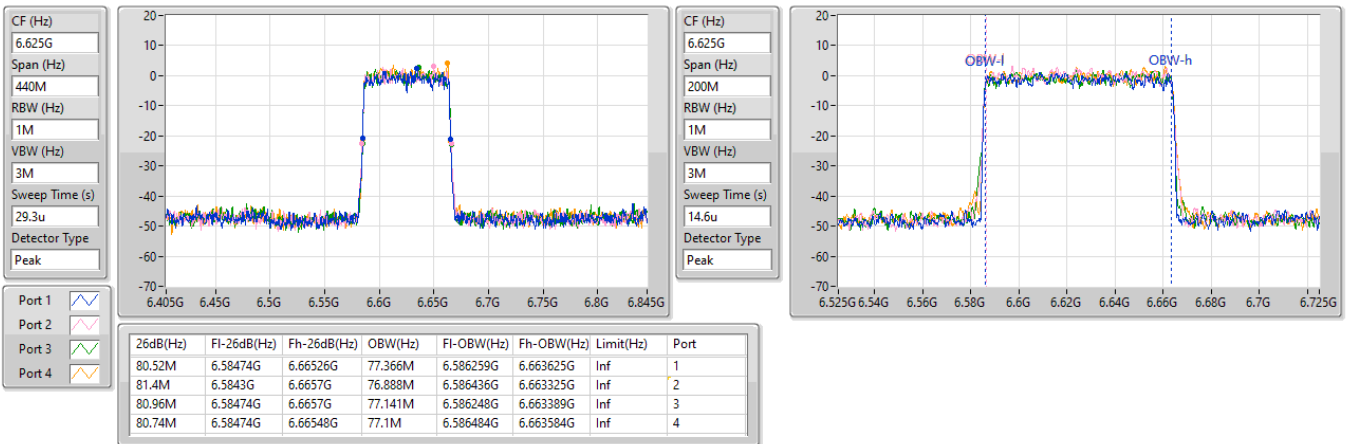 CF (Hz)
6.625G
Span (Hz)
440M
RBW (Hz)
1M
VBW (Hz)
3M
Sweep Time (s)
29.3u
Detector Type
Peak
20
10
0
-10
-20
-30
-40
-50
-60
-70
6.405G 6.45G 6.5G 6.55G 6.6G 6.65G 6.7G 6.75G 6.8G 6.845G
CF (Hz)
6.625G
Span (Hz)
200M
RBW (Hz)
1M
VBW (Hz)
3M
Sweep Time (s)
14.6u
Detector Type
Peak
20
10
0
-10
-20
-30
-40
-50
-60
-70
OBW-l OBW-h
6.525G 6.54G 6.56G 6.58G 6.6G 6.62G 6.64G 6.66G 6.68G 6.7G 6.725G
Port 1
Port 2
Port 3
Port 4
26dB(Hz) Fl-26dB(Hz) Fh-26dB(Hz) OBW(Hz) Fl-OBW(Hz) Fh-OBW(Hz) Limit(Hz) Port
80.52M 6.58474G 6.66526G 77.366M 6.586259G 6.663625G Inf 1
81.4M 6.5843G 6.6657G 76.888M 6.586436G 6.663325G Inf 2
80.96M 6.58474G 6.6657G 77.141M 6.586248G 6.663389G Inf 3
80.74M 6.58474G 6.66548G 77.1M 6.586484G 6.663584G Inf 4